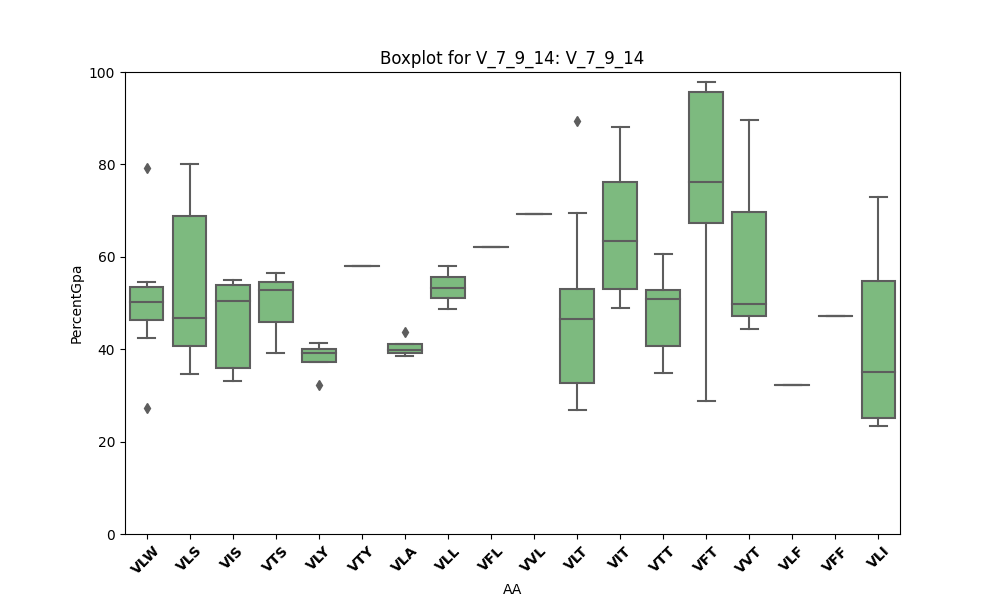 Boxplot for V_7_9_14: V_7_9_14
100
80
60
40
20
0
PercentGpa
VLW VLS VIS VTS VLY VTY VLA VLL VFL VVL VLT VIT VTT VFT VVT VLF VFF VLI
AA